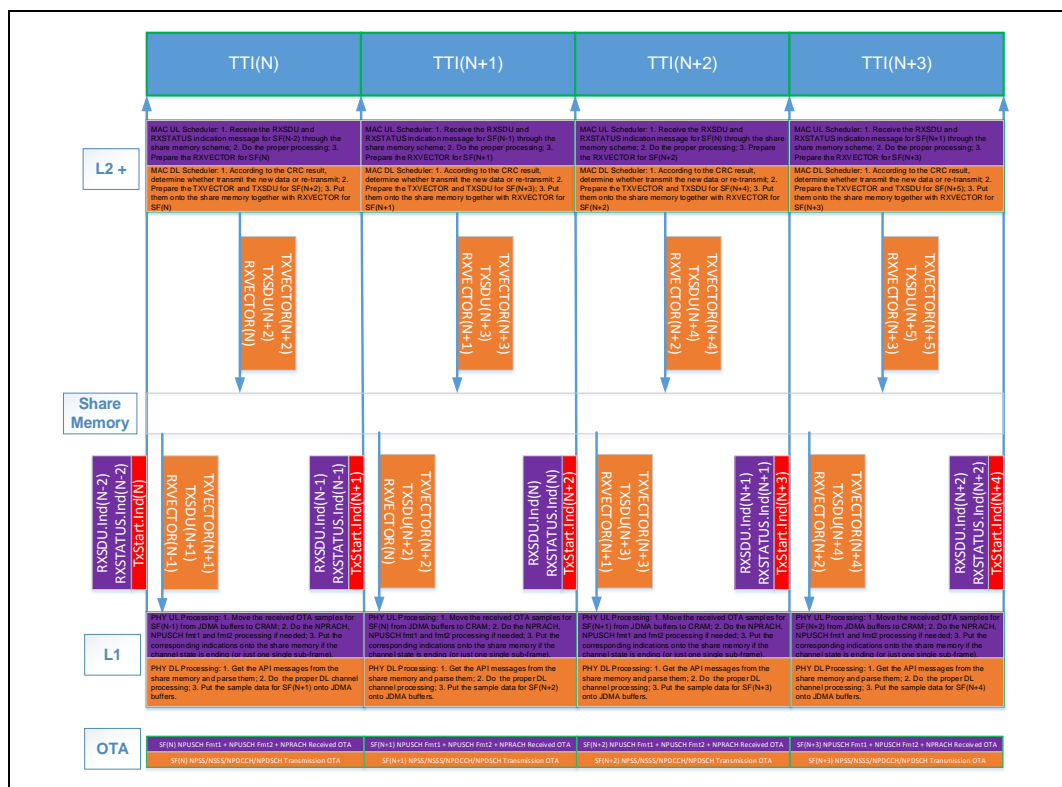 TTI(N)
TTI(N+1)
TTI(N+2)
TTI(N+3)
L2 +
MAC UL Scheduler: 1. Receive the RXSDU and
RXSTATUS indication message for SF(N-2) through the
share memory scheme; 2. Do the proper processing; 3.
Prepare the RXVECTOR for SF(N)
MAC UL Scheduler: 1. Receive the RXSDU and
RXSTATUS indication message for SF(N-1) through the
share memory scheme; 2. Do the proper processing; 3.
Prepare the RXVECTOR for SF(N+1)
MAC UL Scheduler: 1. Receive the RXSDU and
RXSTATUS indication message for SF(N) through the
share memory scheme; 2. Do the proper processing; 3.
Prepare the RXVECTOR for SF(N+2)
MAC UL Scheduler: 1. Receive the RXSDU and
RXSTATUS indication message for SF(N+1) through the
share memory scheme; 2. Do the proper processing; 3.
Prepare the RXVECTOR for SF(N+3)
MAC DL Scheduler: 1. According to the CRC result,
determine whether transmit the new data or re-transmit; 2.
Prepare the TXVECTOR and TXSDU for SF(N+2); 3. Put
them onto the share memory together with RXVECTOR for
SF(N)
MAC DL Scheduler: 1. According to the CRC result,
determine whether transmit the new data or re-transmit; 2.
Prepare the TXVECTOR and TXSDU for SF(N+3); 3. Put
them onto the share memory together with RXVECTOR for
SF(N+1)
MAC DL Scheduler: 1. According to the CRC result,
determine whether transmit the new data or re-transmit; 2.
Prepare the TXVECTOR and TXSDU for SF(N+4); 3. Put
them onto the share memory together with RXVECTOR for
SF(N+2)
MAC DL Scheduler: 1. According to the CRC result,
determine whether transmit the new data or re-transmit; 2.
Prepare the TXVECTOR and TXSDU for SF(N+5); 3. Put
them onto the share memory together with RXVECTOR for
SF(N+3)
TXVECTOR(N+2)
TXSDU(N+2)
RXVECTOR(N)
TXVECTOR(N+3)
TXSDU(N+3)
RXVECTOR(N+1)
TXVECTOR(N+4)
TXSDU(N+4)
RXVECTOR(N+2)
TXVECTOR(N+5)
TXSDU(N+5)
RXVECTOR(N+3)
Share
Memory
RXSDU.Ind(N-2)
RXSTATUS.Ind(N-2)
TxStart.Ind(N)
TXVECTOR(N+1)
TXSDU(N+1)
RXVECTOR(N-1)
RXSDU.Ind(N-1)
RXSTATUS.Ind(N-1)
TxStart.Ind(N+1)
TXVECTOR(N+2)
TXSDU(N+2)
RXVECTOR(N)
RXSDU.Ind(N)
RXSTATUS.Ind(N)
TxStart.Ind(N+2)
TXVECTOR(N+3)
TXSDU(N+3)
RXVECTOR(N+1)
RXSDU.Ind(N+1)
RXSTATUS.Ind(N+1)
TxStart.Ind(N+3)
TXVECTOR(N+4)
TXSDU(N+4)
RXVECTOR(N+2)
RXSDU.Ind(N+2)
RXSTATUS.Ind(N+2)
TxStart.Ind(N+4)
L1
PHY UL Processing: 1. Move the received OTA samples for
SF(N-1) from JDMA buffers to CRAM; 2. Do the NPRACH,
NPUSCH fmt1 and fmt2 processing if needed; 3. Put the
corresponding indications onto the share memory if the
channel state is ending (or just one single sub-frame).
PHY UL Processing: 1. Move the received OTA samples for
SF(N) from JDMA buffers to CRAM; 2. Do the NPRACH,
NPUSCH fmt1 and fmt2 processing if needed; 3. Put the
corresponding indications onto the share memory if the
channel state is ending (or just one single sub-frame).
PHY UL Processing: 1. Move the received OTA samples for
SF(N+1) from JDMA buffers to CRAM; 2. Do the NPRACH,
NPUSCH fmt1 and fmt2 processing if needed; 3. Put the
corresponding indications onto the share memory if the
channel state is ending (or just one single sub-frame).
PHY UL Processing: 1. Move the received OTA samples for
SF(N+2) from JDMA buffers to CRAM; 2. Do the NPRACH,
NPUSCH fmt1 and fmt2 processing if needed; 3. Put the
corresponding indications onto the share memory if the
channel state is ending (or just one single sub-frame).
PHY DL Processing: 1. Get the API messages from the
share memory and parse them; 2. Do the proper DL channel
processing; 3. Put the sample data for SF(N+1) onto JDMA
buffers.
PHY DL Processing: 1. Get the API messages from the
share memory and parse them; 2. Do the proper DL
channel processing; 3. Put the sample data for SF(N+2)
onto JDMA buffers.
PHY DL Processing: 1. Get the API messages from the
share memory and parse them; 2. Do the proper DL
channel processing; 3. Put the sample data for SF(N+3)
onto JDMA buffers.
PHY DL Processing: 1. Get the API messages from the
share memory and parse them; 2. Do the proper DL
channel processing; 3. Put the sample data for SF(N+4)
onto JDMA buffers.
OTA
SF(N) NPUSCH Fmt1 + NPUSCH Fmt2 + NPRACH Received OTA
SF(N+1) NPUSCH Fmt1 + NPUSCH Fmt2 + NPRACH Received OTA
SF(N+2) NPUSCH Fmt1 + NPUSCH Fmt2 + NPRACH Received OTA
SF(N+3) NPUSCH Fmt1 + NPUSCH Fmt2 + NPRACH Received OTA
SF(N) NPSS/NSSS/NPDCCH/NPDSCH Transmission OTA
SF(N+1) NPSS/NSSS/NPDCCH/NPDSCH Transmission OTA
SF(N+2) NPSS/NSSS/NPDCCH/NPDSCH Transmission OTA
SF(N+3) NPSS/NSSS/NPDCCH/NPDSCH Transmission OTA